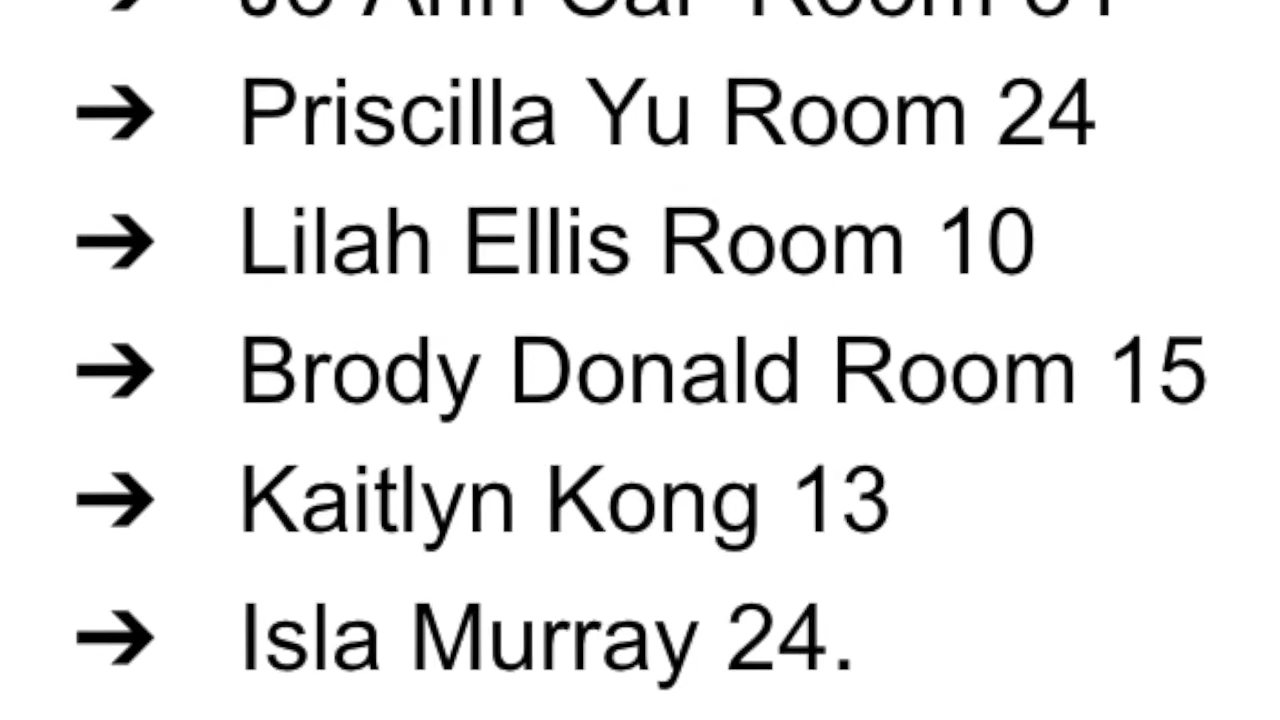 ➔ Priscilla Yu Room 24
➔ Lilah Ellis Room 10
➔ Brody Donald Room 15
➔ Kaitlyn Kong 13
➔ Isla Murray 24.